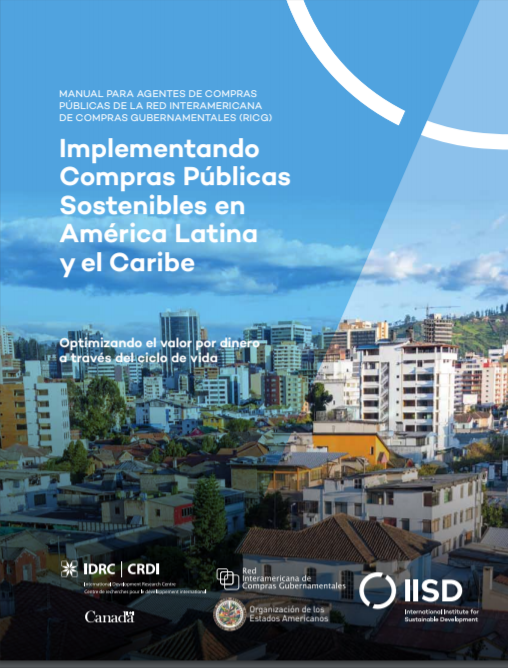 MANUAL PARA AGENTES DE COMPRAS
PÚBLICAS DE LA RED INTERAMERICANA
DE COMPRAS GUBERNAMENTALES (RICG)
Implementando
Compras Públicas
Sostenibles en
América Latina
y el Caribe
Optimizando el valor por dinero
a través del ciclo de vida
IDRC | CRDI
International Development Research Centre
Centre de recherches pour le développement international
Canada
Red
Interamericana de
Compras Gubernamentales
Organización de los
Estados Americanos
IISD
International Institute for
Sustainable Development